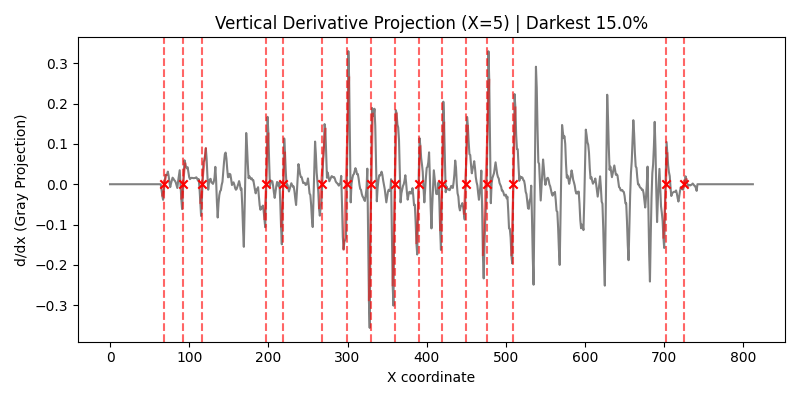 Vertical Derivative Projection (X=5) | Darkest 15.0%
d/dx (Gray Projection)
0.3
0.2
0.1
0.0
−0.1
−0.2
−0.3
0 100 200 300 400 500 600 700 800
X coordinate